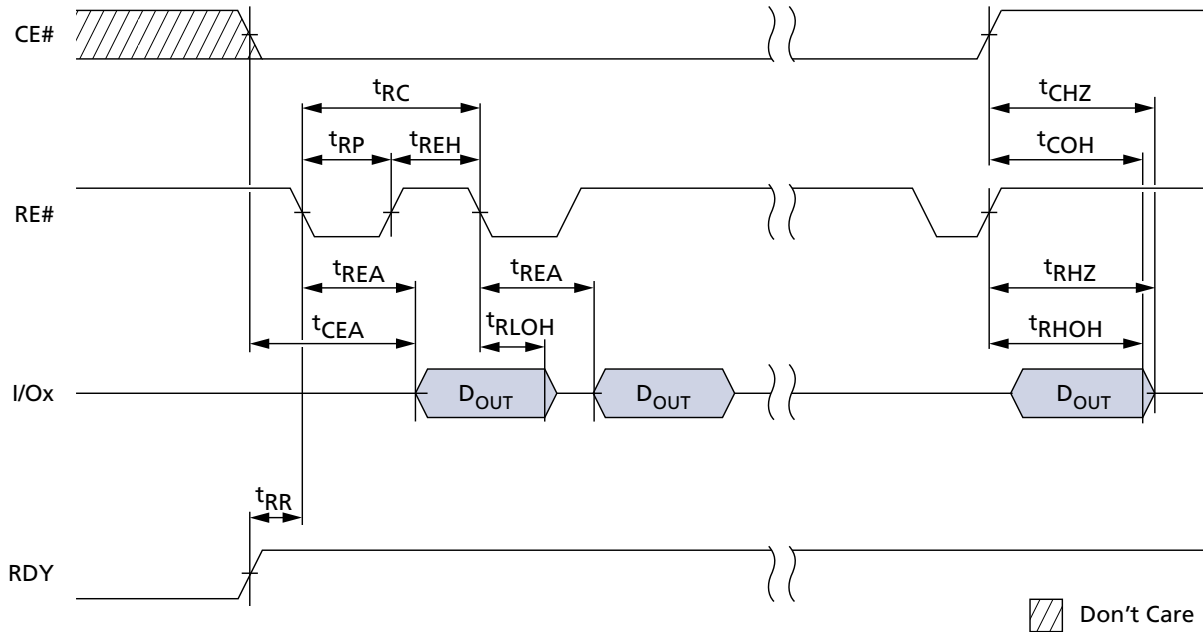 CE#
tRC
tCHZ
tRP
tREH
tCOH
RE#
tREA
tREA
tRHZ
tCEA
tRLOH
tRHOH
I/Ox
DOUT
DOUT
DOUT
tRR
RDY
Don't Care